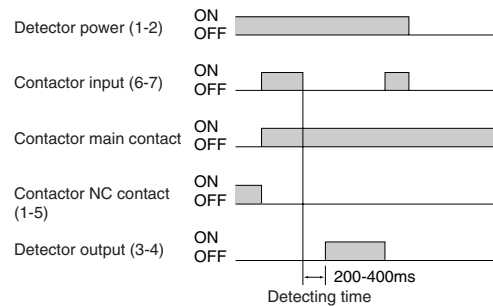 Detector power (1-2)
ON
OFF
Contactor input (6-7)
ON
OFF
Contactor main contact
ON
OFF
Contactor NC contact
(1-5)
ON
OFF
Detector output (3-4)
ON
OFF
200-400ms
Detecting time